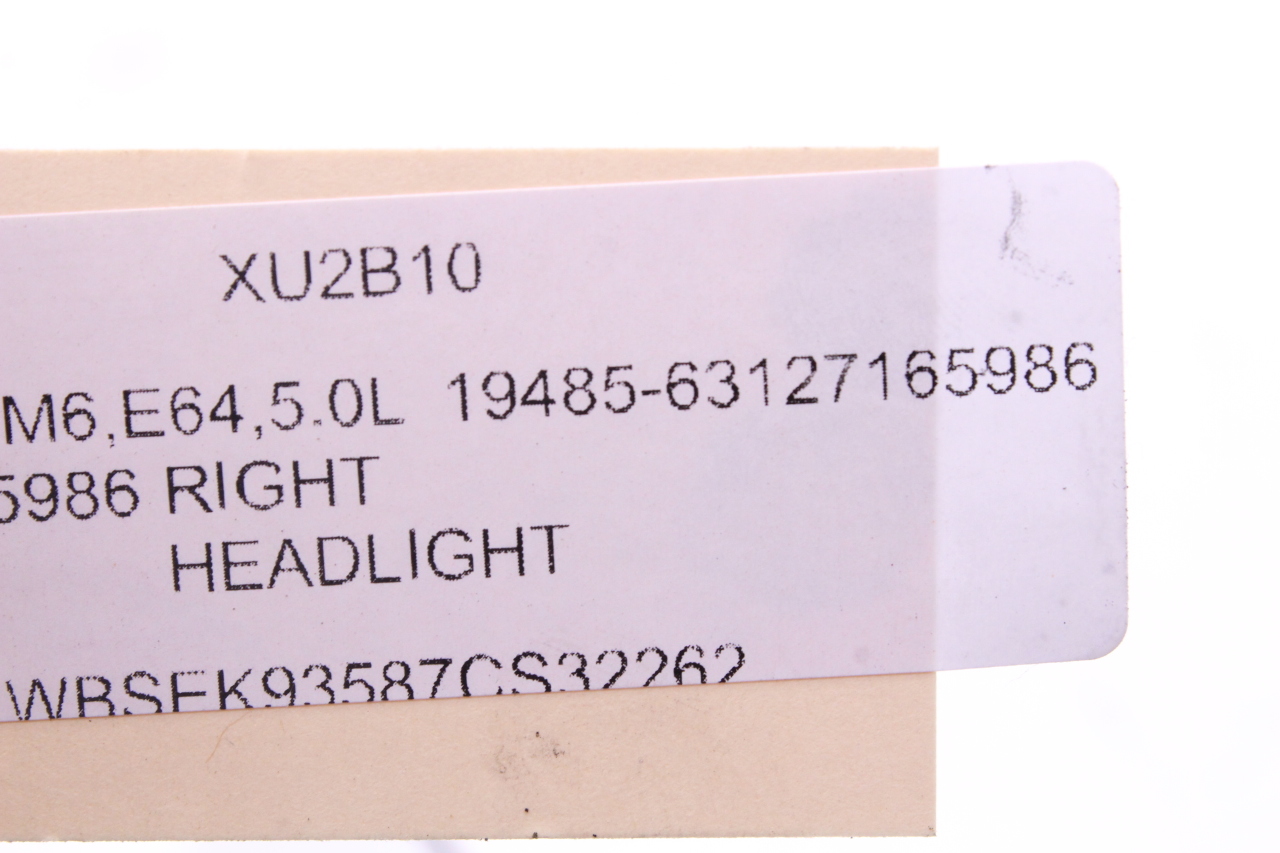 XU2B10
M6,E64,5.0L 19485-63127165986
5986 RIGHT
HEADLIGHT
WBSEK93587CS32262